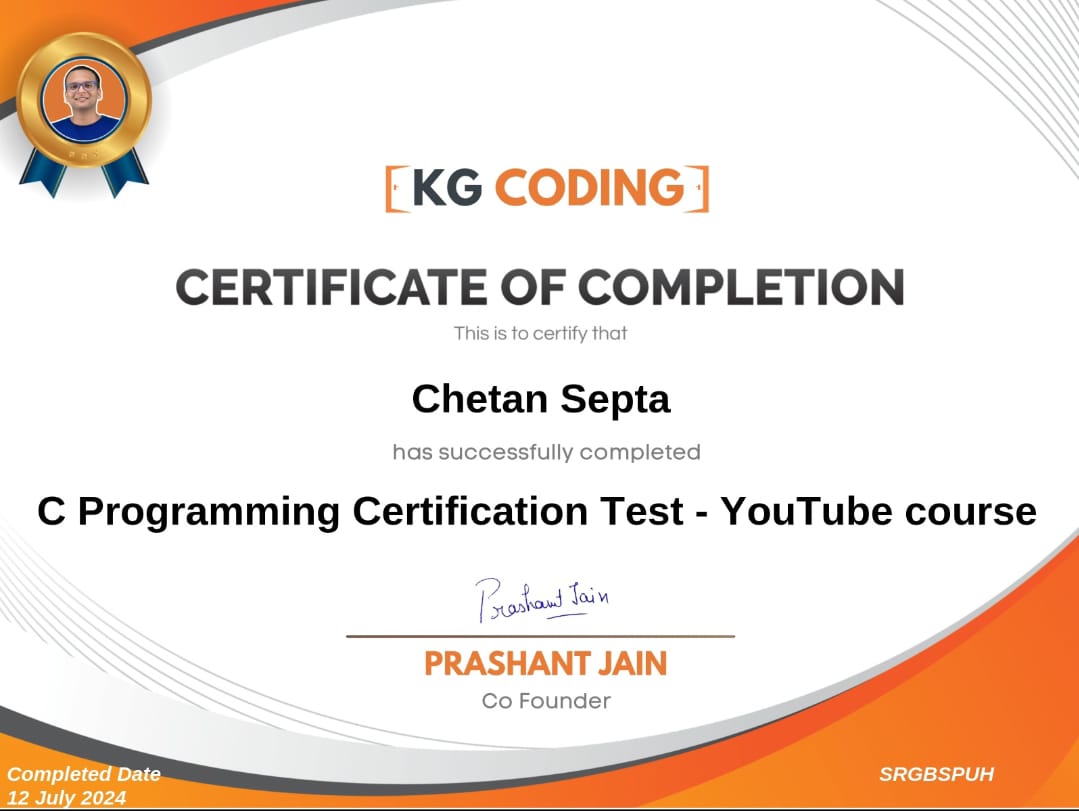 KG CODING
CERTIFICATE OF COMPLETION
This is to certify that
Chetan Septa
has successfully completed
C Programming Certification Test - YouTube course
Prashant Jain
PRASHANT JAIN
Co Founder
Completed Date
12 July 2024
SRGBSPUH